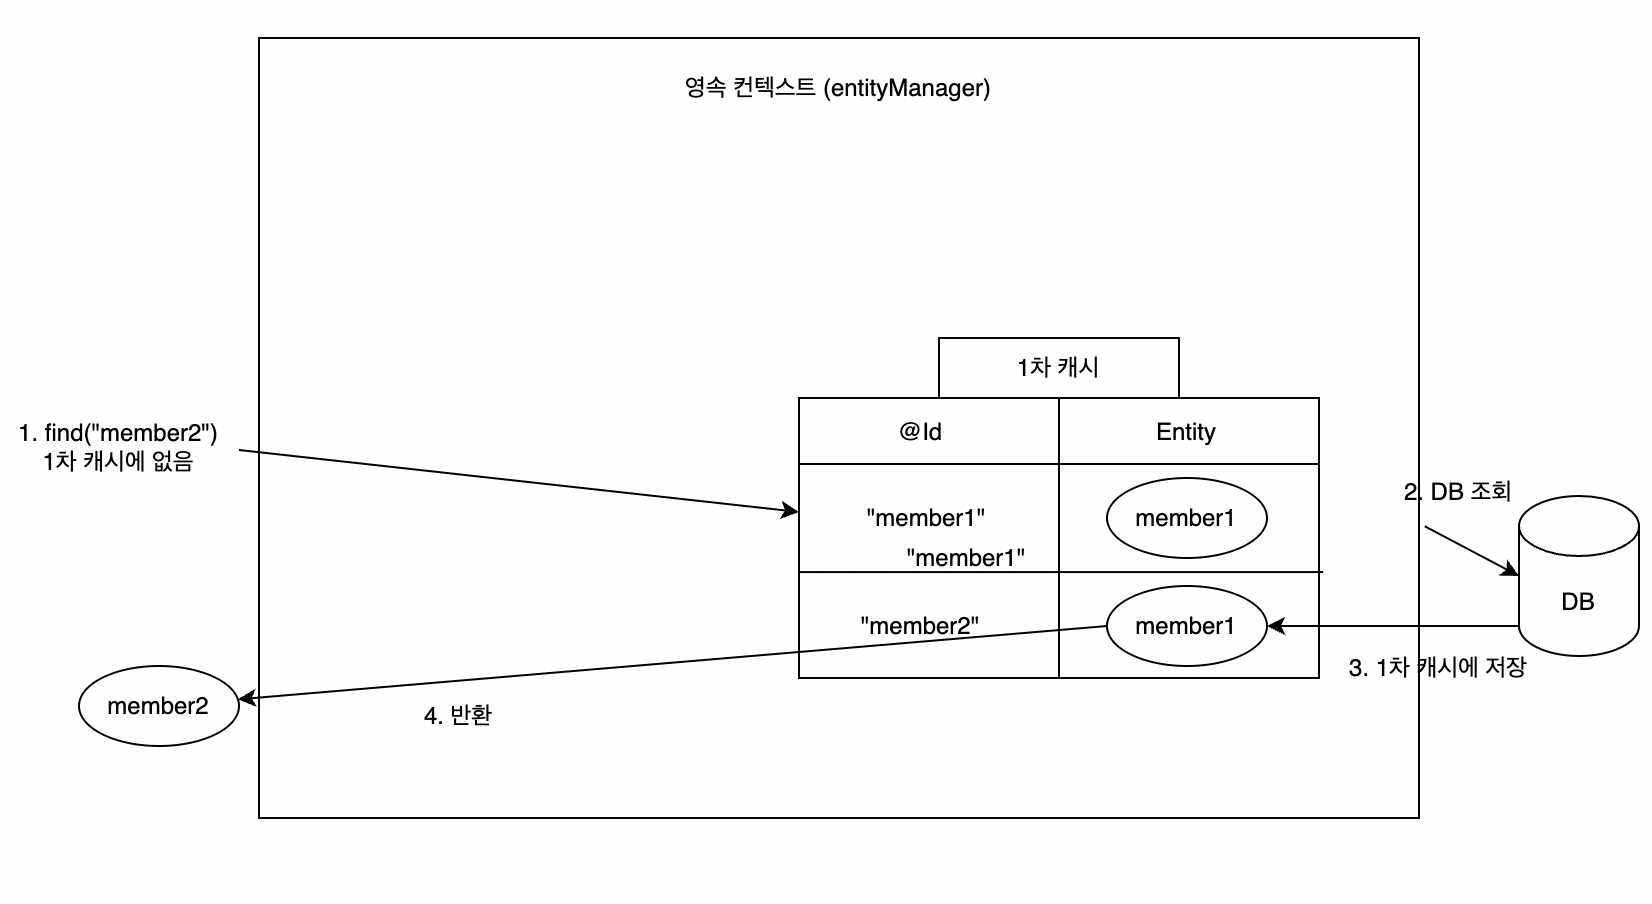 영속 컨텍스트 (entityManager)
1차 캐시
@Id
Entity
1. find("member2")
1차 캐시에 없음
"member1"
member1
"member1"
2. DB 조회
DB
"member2"
member1
3. 1차 캐시에 저장
member2
4. 반환